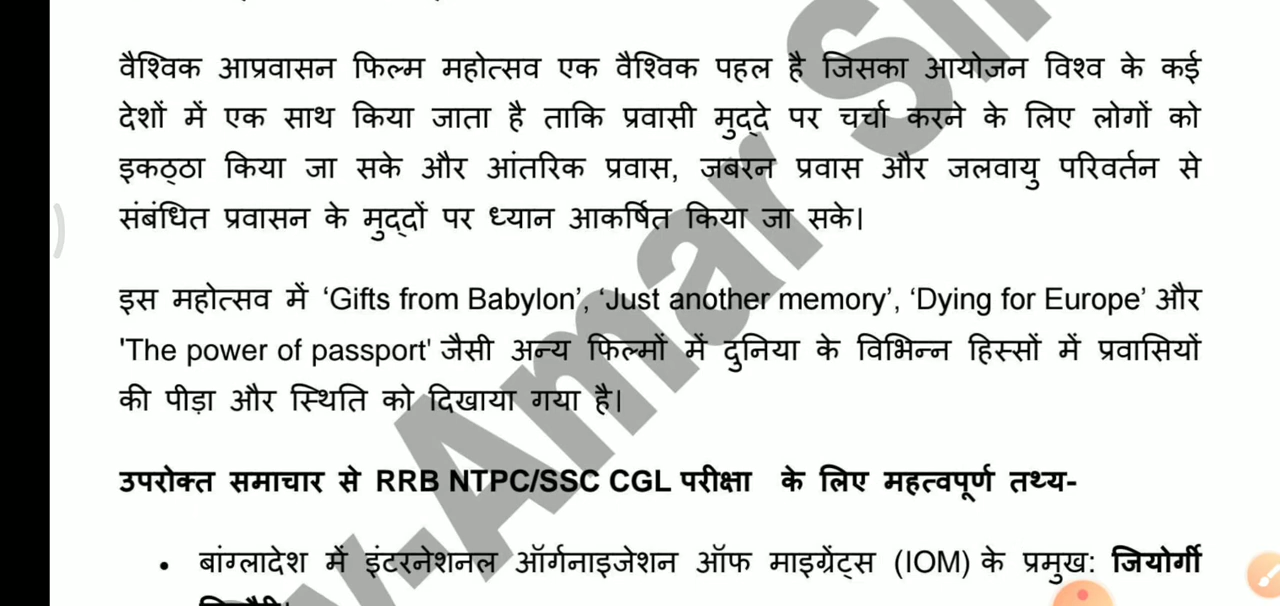 वैश्विक आप्रवासन फिल्म महोत्सव एक वैश्विक पहल है जिसका आयोजन विश्व के कई
देशों में एक साथ किया जाता है ताकि प्रवासी मुद्दे पर चर्चा करने के लिए लोगों को
इकठ्ठा किया जा सके और आंतरिक प्रवास, जबरन प्रवास और जलवायु परिवर्तन से
संबंधित प्रवासन के मुद्दों पर ध्यान आकर्षित किया जा सके।
इस महोत्सव में ‘Gifts from Babylon’, ‘Just another memory’, ‘Dying for Europe’ और
'The power of passport' जैसी अन्य फिल्मों में दुनिया के विभिन्न हिस्सों में प्रवासियों
की पीड़ा और स्थिति को दिखाया गया है।
उपरोक्त समाचार से RRB NTPC/SSC CGL परीक्षा के लिए महत्वपूर्ण तथ्य-
• बांग्लादेश में इंटरनेशनल ऑर्गनाइजेशन ऑफ माइग्रेंट्स (IOM) के प्रमुख: जियोर्गी
y-Amar Sin